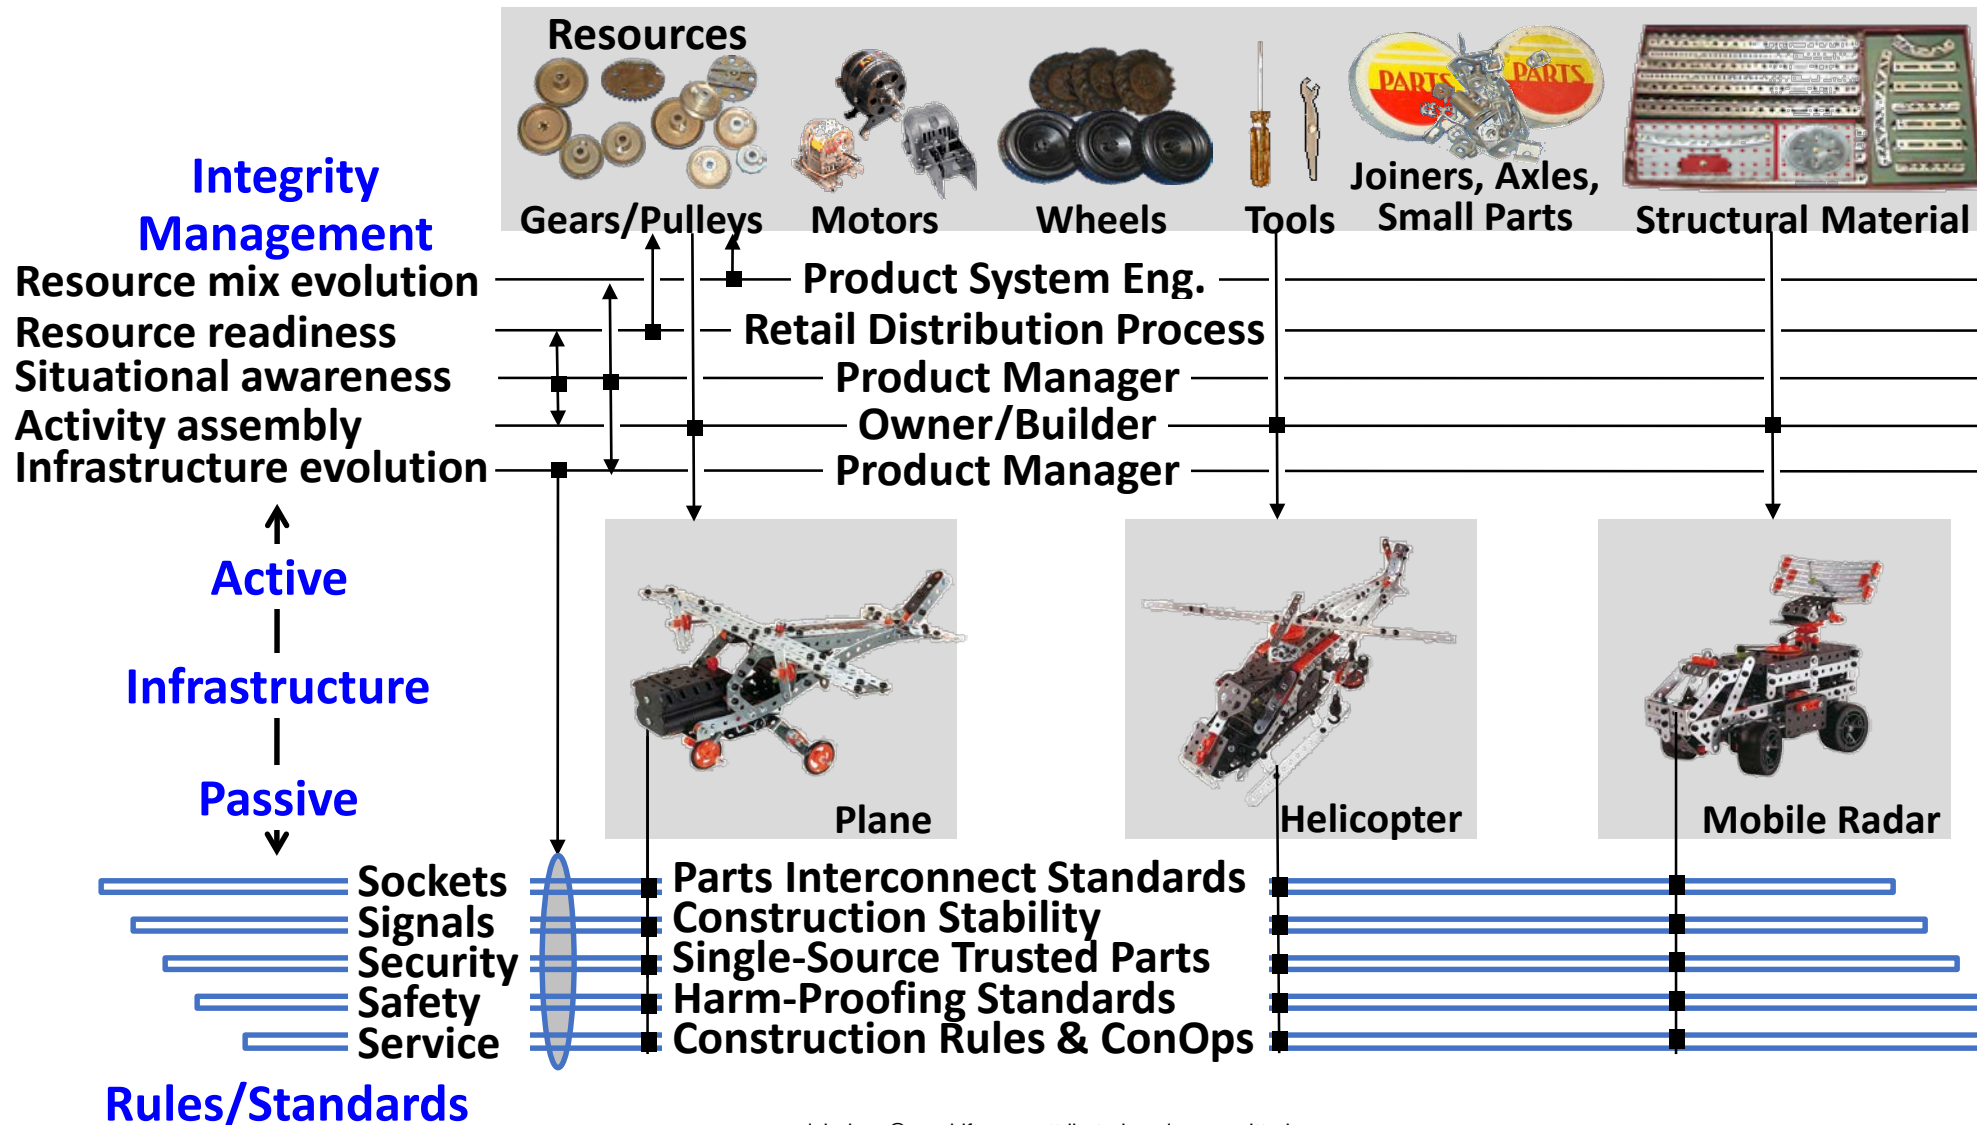 Resources
PARTS
PARTS
Gears/Pulleys
Motors
Wheels
Tools
Joiners, Axles,
Small Parts
Structural Material
Integrity
Management
Resource mix evolution
Product System Eng.
Resource readiness
Retail Distribution Process
Situational awareness
Product Manager
Activity assembly
Owner/Builder
Infrastructure evolution
Product Manager
Active
Infrastructure
Passive
Plane
Helicopter
Mobile Radar
Sockets
Parts Interconnect Standards
Signals
Construction Stability
Security
Single-Source Trusted Parts
Safety
Harm-Proofing Standards
Service
Construction Rules & ConOps
Rules/Standards